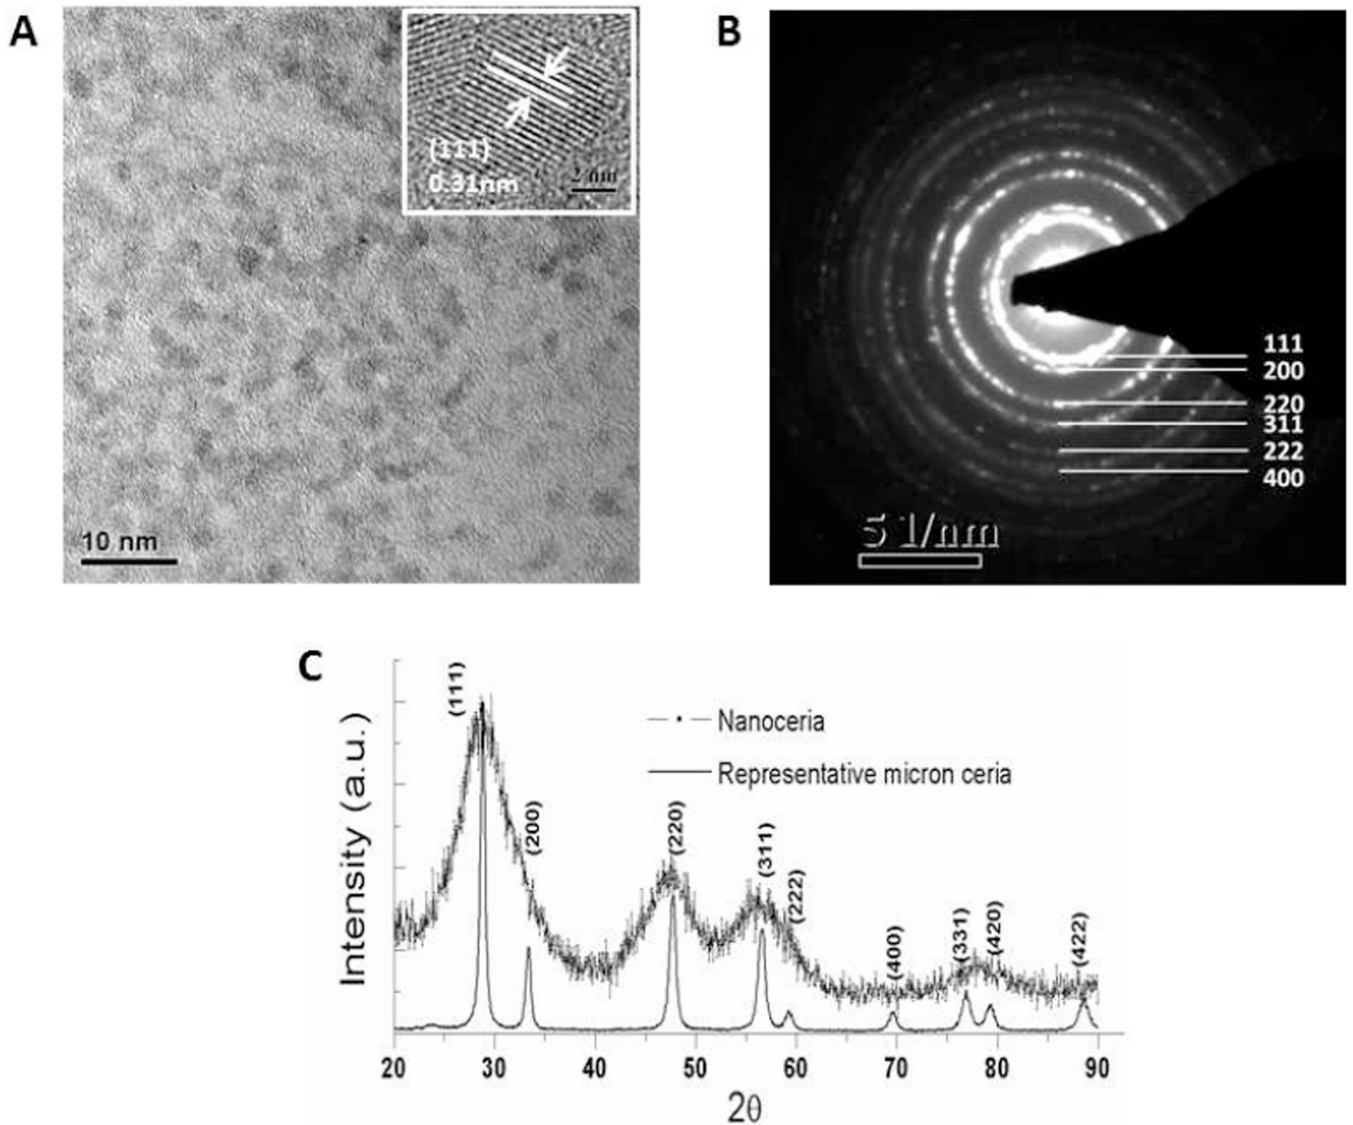 A
(111)
0.31nm
2 nm
10 nm
B
111
200
220
311
222
400
5 1/nm
C
Intensity (a.u.)
(111)
(200)
(220)
(311)
(222)
(400)
(331)
(420)
(422)
Nanoceria
Representative micron ceria
20 30 40 50 60 70 80 90
2θ